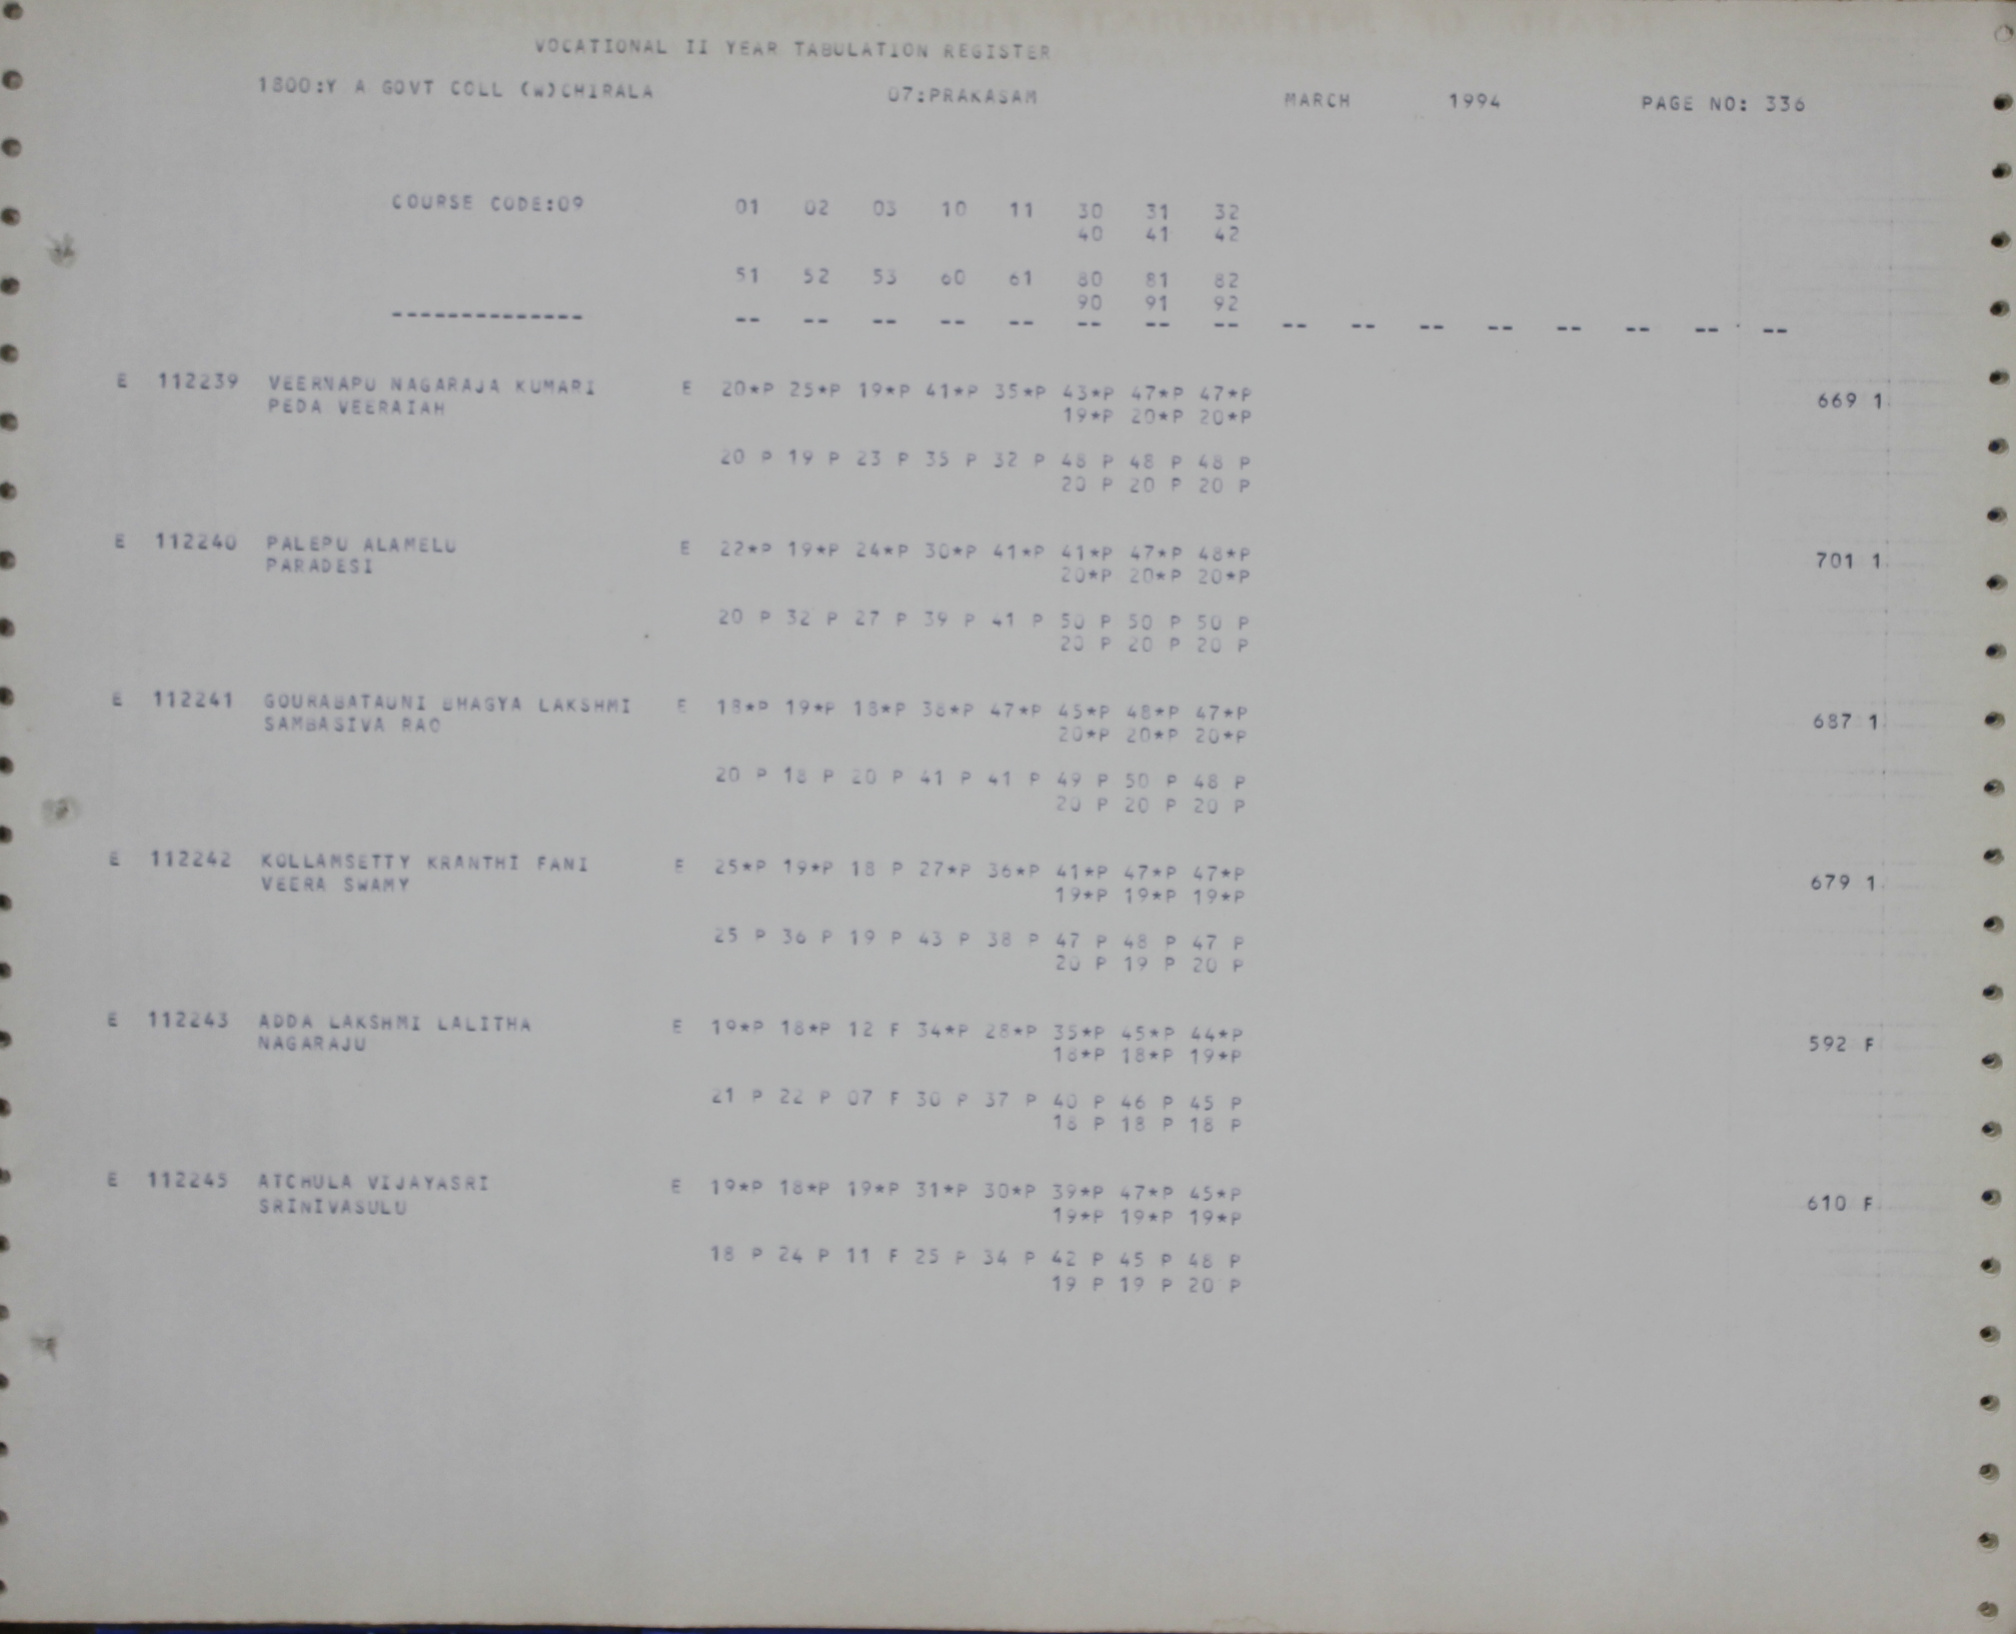 VOCATIONAL II YEAR TABULATION REGISTER
1800:Y A GOVT COLL (W)CHIRALA 07:PRAKASAM MARCH 1994 PAGE NO: 336
COURSE CODE:09 01 02 03 10 11 30 31 32
40 41 42
51 52 53 60 61 80 81 82
90 91 92
-------------- -- -- -- -- -- -- -- -- -- -- -- -- -- -- -- --
E 112239 VEERNAPU NAGARAJA KUMARI E 20*P 25*P 19*P 41*P 35*P 43*P 47*P 47*P 669 1
PEDA VEERAIAH 19*P 20*P 20*P
20 P 19 P 23 P 35 P 32 P 48 P 48 P 48 P
20 P 20 P 20 P
E 112240 PALEPU ALAMELU E 22*P 19*P 24*P 30*P 41*P 41*P 47*P 48*P 701 1
PARADESI 20*P 20*P 20*P
20 P 32 P 27 P 39 P 41 P 50 P 50 P 50 P
20 P 20 P 20 P
E 112241 GOURABATAUNI BHAGYA LAKSHMI E 18*P 19*P 18*P 38*P 47*P 45*P 48*P 47*P 687 1
SAMBASIVA RAO 20*P 20*P 20*P
20 P 18 P 20 P 41 P 41 P 49 P 50 P 48 P
20 P 20 P 20 P
E 112242 KOLLAMSETTY KRANTHI FANI E 25*P 19*P 18 P 27*P 36*P 41*P 47*P 47*P 679 1
VEERA SWAMY 19*P 19*P 19*P
25 P 36 P 19 P 43 P 38 P 47 P 48 P 47 P
20 P 19 P 20 P
E 112243 ADDA LAKSHMI LALITHA E 19*P 18*P 12 F 34*P 28*P 35*P 45*P 44*P 592 F
NAGARAJU 18*P 18*P 19*P
21 P 22 P 07 F 30 P 37 P 40 P 46 P 45 P
18 P 18 P 18 P
E 112245 ATCHULA VIJAYASRI E 19*P 18*P 19*P 31*P 30*P 39*P 47*P 45*P 610 F
SRINIVASULU 19*P 19*P 19*P
18 P 24 P 11 F 25 P 34 P 42 P 45 P 48 P
19 P 19 P 20 P